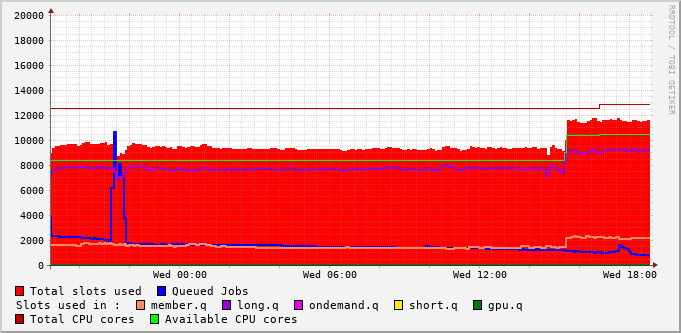 20000
18000
16000
14000
12000
10000
8000
6000
4000
2000
0
Wed 00:00 Wed 06:00 Wed 12:00 Wed 18:00
RRDTOOL / TOBI OETIKER
Total slots used Queued Jobs
Slots used in : member.q long.q ondemand.q short.q gpu.q
Total CPU cores Available CPU cores